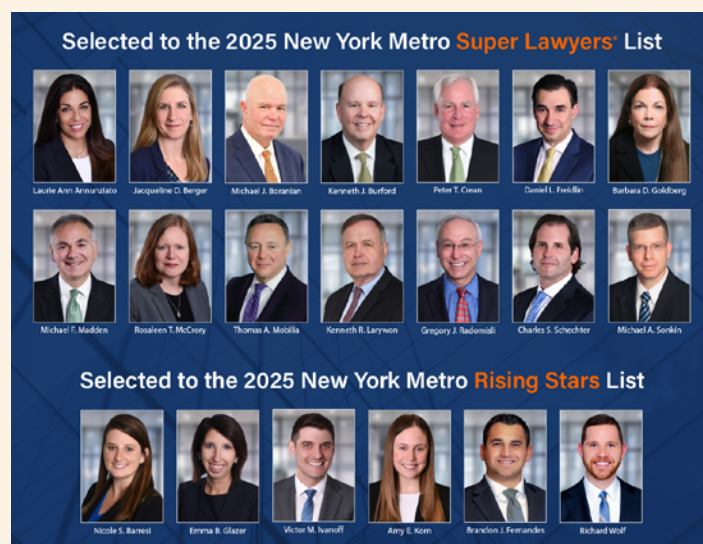 Selected to the 2025 New York Metro Super Lawyers® List
Laurie Ann Annunziato
Jacqueline D. Berger
Michael J. Boranian
Kenneth J. Burford
Peter T. Crean
Daniel L. Freidlin
Barbara D. Goldberg
Michael F. Madden
Rosaleen T. McCrory
Thomas A. Mobilia
Kenneth R. Larywon
Gregory J. Radomisli
Charles S. Schechter
Michael A. Sonkin
Selected to the 2025 New York Metro Rising Stars List
Nicole S. Barresi
Emma B. Glazer
Victor M. Ivanoff
Amy E. Korn
Brandon J. Fernandes
Richard Wolf